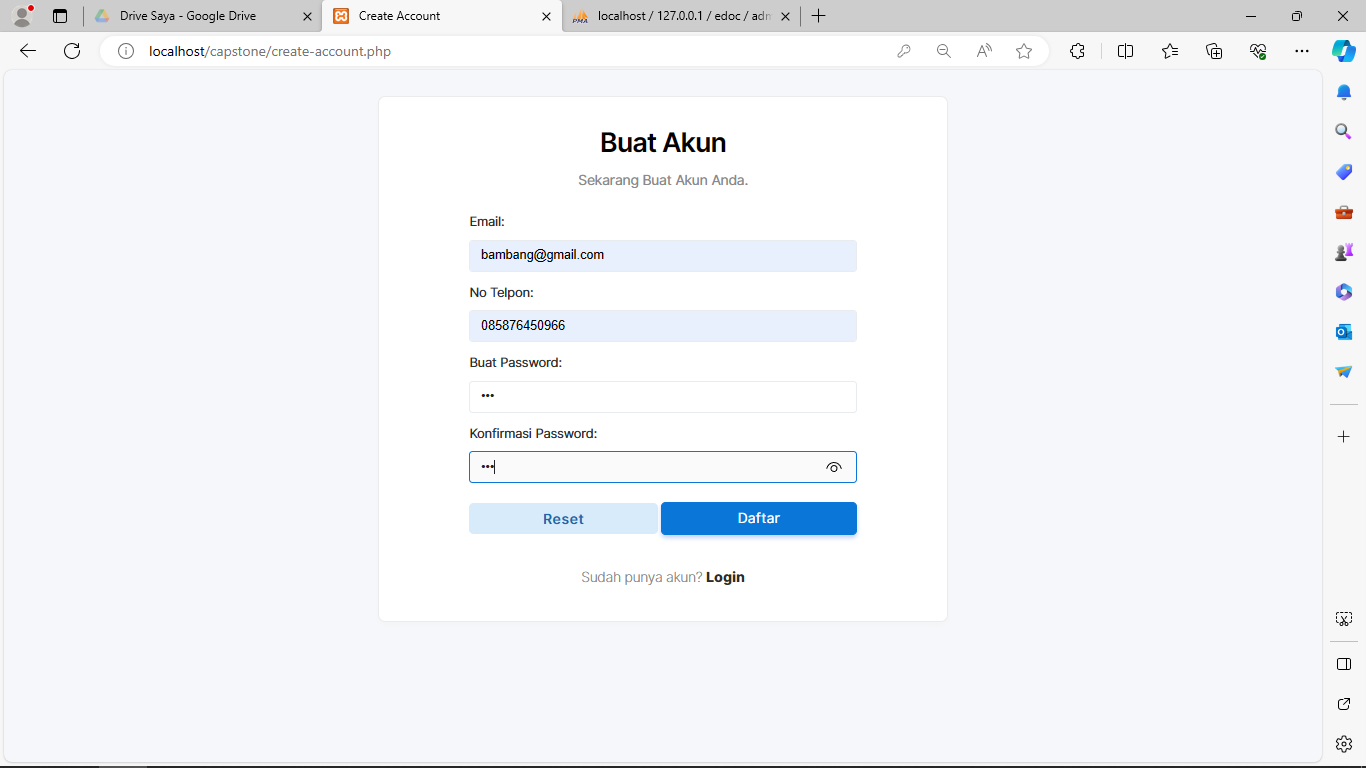 Drive Saya - Google Drive
Create Account
PMA
localhost / 127.0.0.1 / edoc / adn
localhost/capstone/create-account.php
Buat Akun
Sekarang Buat Akun Anda.
Email:
bambang@gmail.com
No Telpon:
085876450966
Buat Password:
•••
Konfirmasi Password:
•••
Reset Daftar
Sudah punya akun? Login